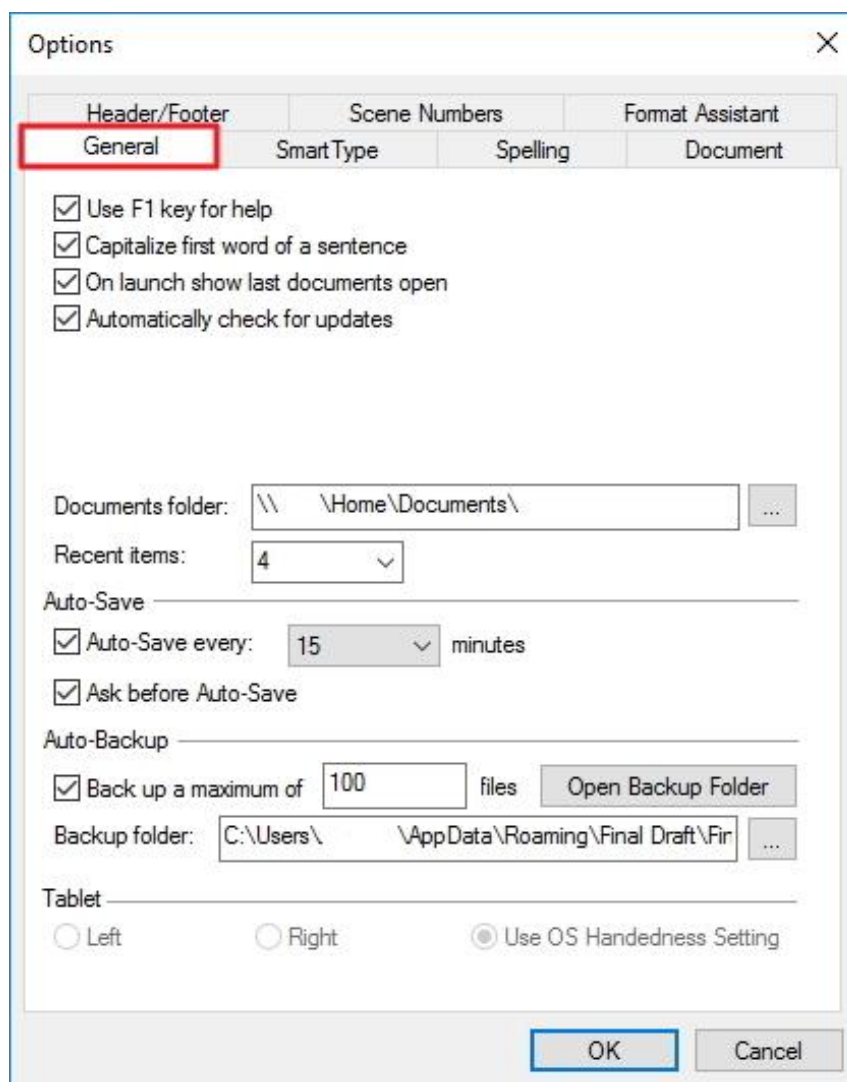 Options
Header/Footer Scene Numbers Format Assistant
General SmartType Spelling Document
Use F1 key for help
Capitalize first word of a sentence
On launch show last documents open
Automatically check for updates
Documents folder: \\ \Home\Documents\ ...
Recent items: 4
Auto-Save
Auto-Save every: 15 minutes
Ask before Auto-Save
Auto-Backup
Back up a maximum of 100 files Open Backup Folder
Backup folder: C:\Users\ \AppData\Roaming\Final Draft\Fin ...
Tablet
Left Right Use OS Handedness Setting
OK Cancel